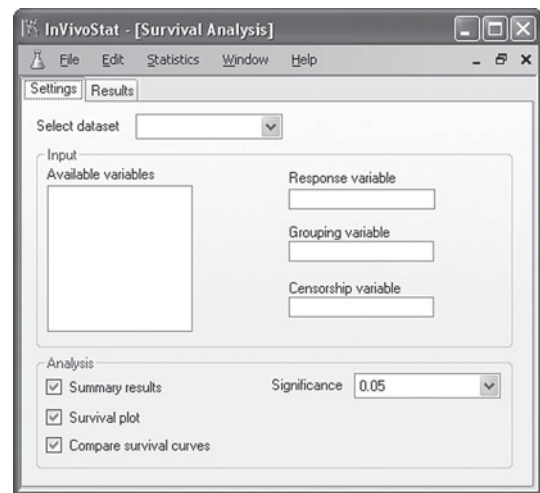 InVivoStat - [Survival Analysis]
File Edit Statistics Window Help
Settings Results
Select dataset
Input
Available variables
Response variable
Grouping variable
Censorship variable
Analysis
Summary results
Significance 0.05
Survival plot
Compare survival curves